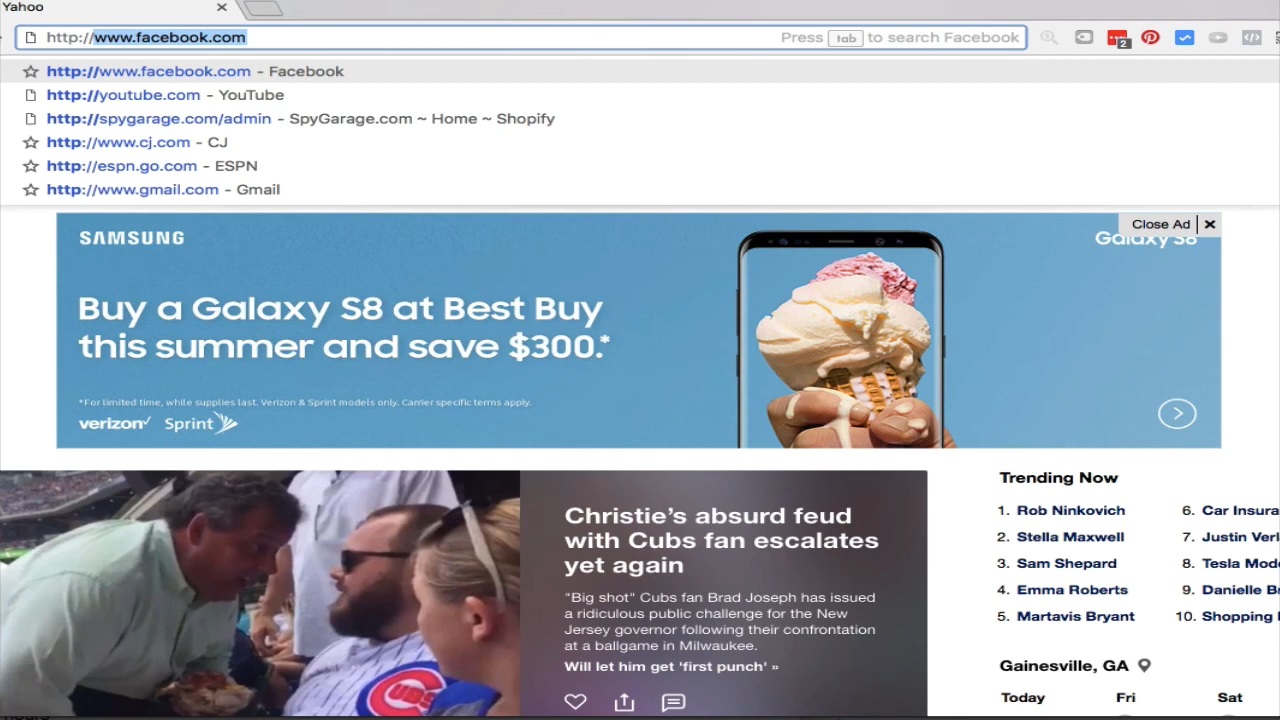 Yahoo
http://www.facebook.com Press tab to search Facebook
2
http://www.facebook.com - Facebook
http://youtube.com - YouTube
http://spygarage.com/admin - SpyGarage.com ~ Home ~ Shopify
http://www.cj.com - CJ
http://espn.go.com - ESPN
http://www.gmail.com - Gmail
Close Ad
SAMSUNG
Galaxy S8
Buy a Galaxy S8 at Best Buy
this summer and save $300.*
*For limited time, while supplies last. Verizon & Sprint models only. Carrier specific terms apply.
verizon Sprint
Christie's absurd feud
with Cubs fan escalates
yet again
"Big shot" Cubs fan Brad Joseph has issued
a ridiculous public challenge for the New
Jersey governor following their confrontation
at a ballgame in Milwaukee.
Will let him get 'first punch' »
CUBS
Trending Now
1. Rob Ninkovich
2. Stella Maxwell
3. Sam Shepard
4. Emma Roberts
5. Martavis Bryant
6. Car Insura
7. Justin Verl
8. Tesla Mode
9. Danielle Br
10. Shopping
Gainesville, GA
Today Fri Sat